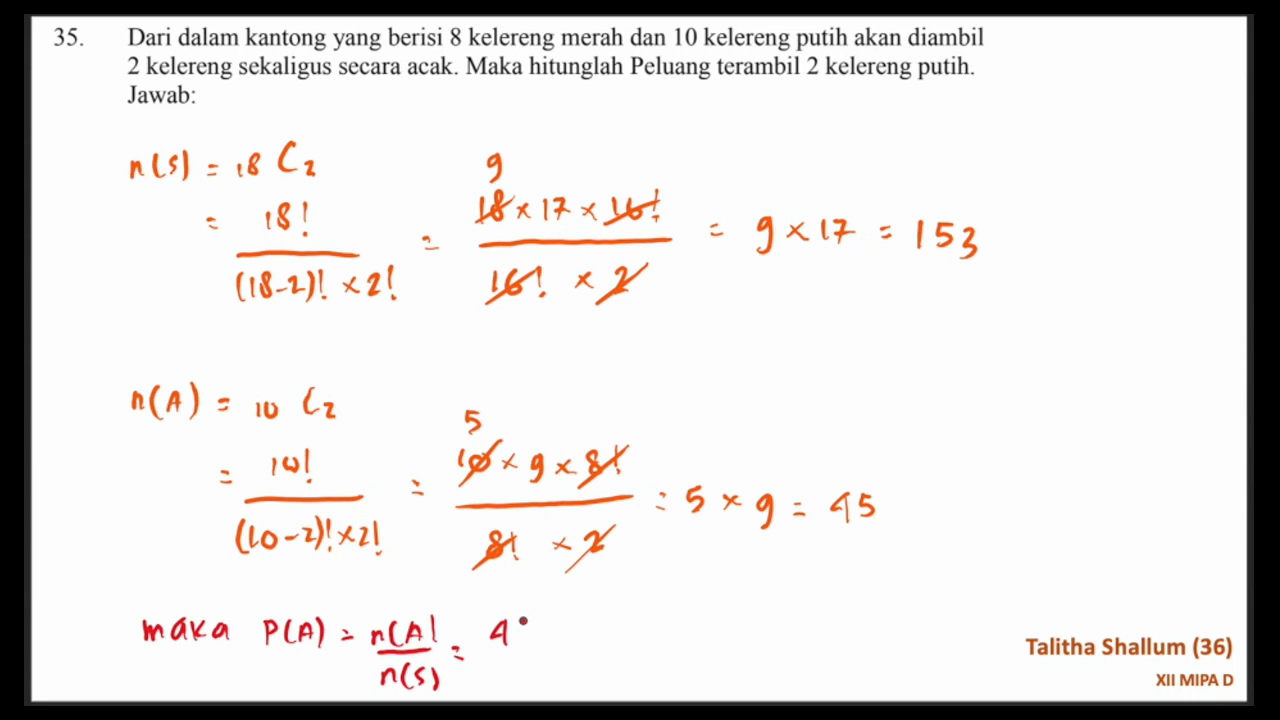 35. Dari dalam kantong yang berisi 8 kelereng merah dan 10 kelereng putih akan diambil
2 kelereng sekaligus secara acak. Maka hitunglah Peluang terambil 2 kelereng putih.
Jawab:
n(S) = 18 C2
9
= 18! / (18-2)! × 2! = 18 × 17 × 16! / 16! × 2 = 9 × 17 = 153
n(A) = 10 C2
5
= 10! / (10-2)! × 2! = 10 × 9 × 8! / 8! × 2 = 5 × 9 = 45
maka P(A) = n(A) / n(S) = 4
Talitha Shallum (36)
XII MIPA D